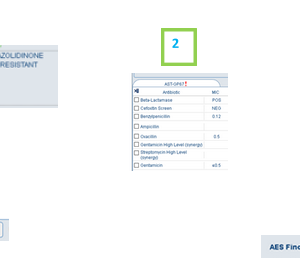 AZOLIDINONE
RESISTANT
2
AST-GP67!
Antibiotic MIC
Beta-Lactamase POS
Cefoxitin Screen NEG
Benzylpenicillin 0.12
Ampicillin
Oxacillin 0.5
Gentamicin High Level (synergy)
Streptomycin High Level
(synergy)
Gentamicin ≤0.5
AES Find